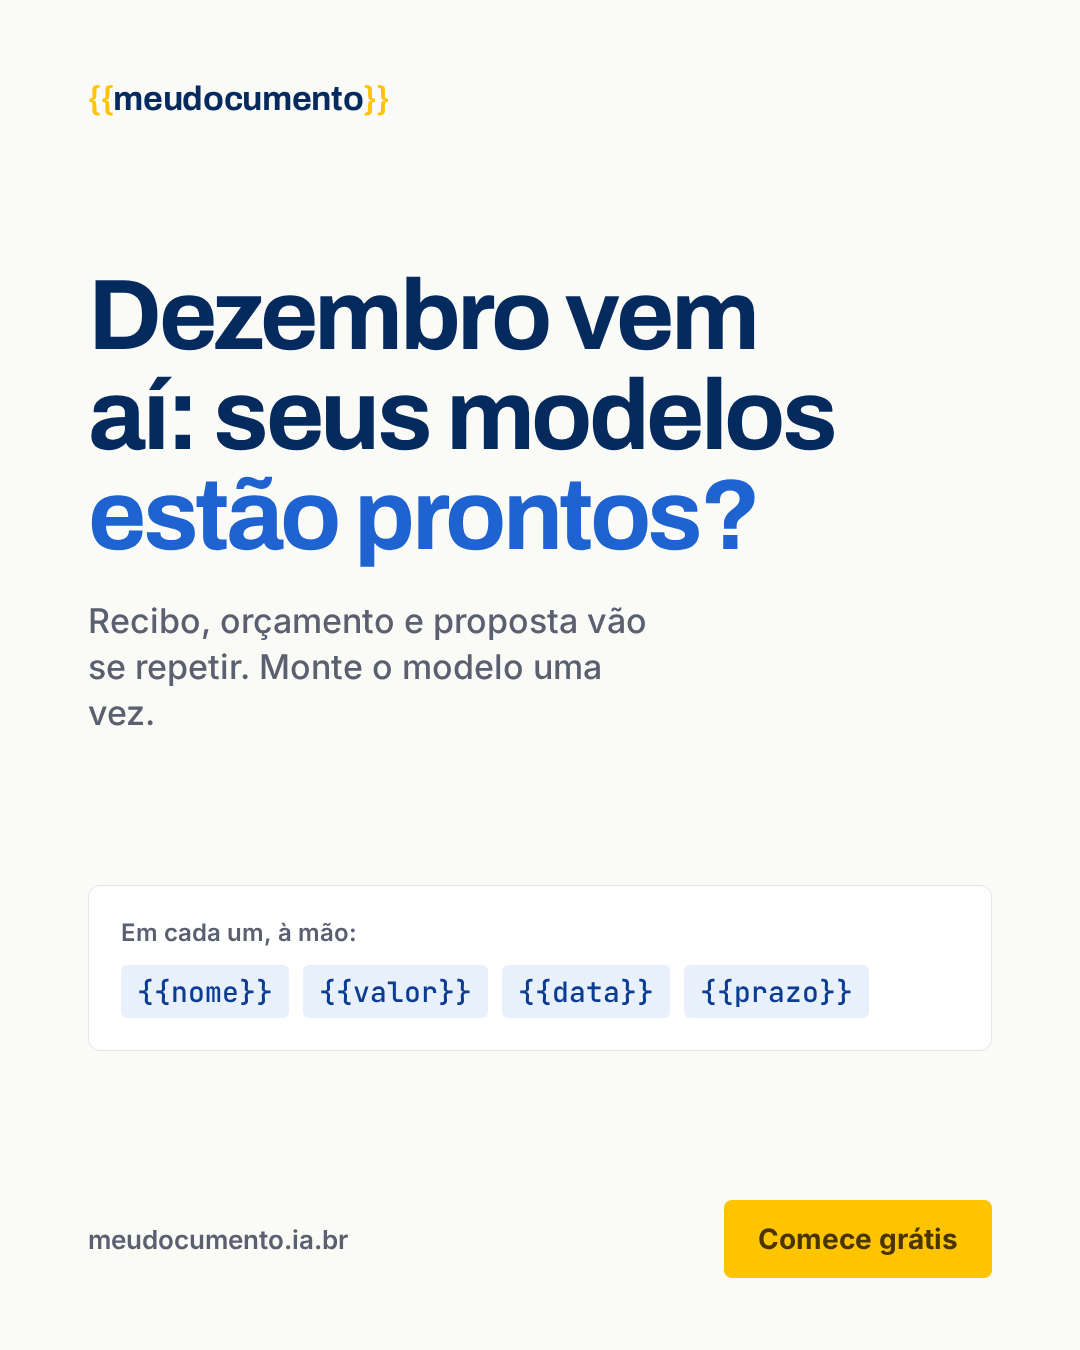 {{meudocumento}}
Dezembro vem
aí: seus modelos
estão prontos?
Recibo, orçamento e proposta vão
se repetir. Monte o modelo uma
vez.
Em cada um, à mão:
{{nome}} {{valor}} {{data}} {{prazo}}
meudocumento.ia.br
Comece grátis